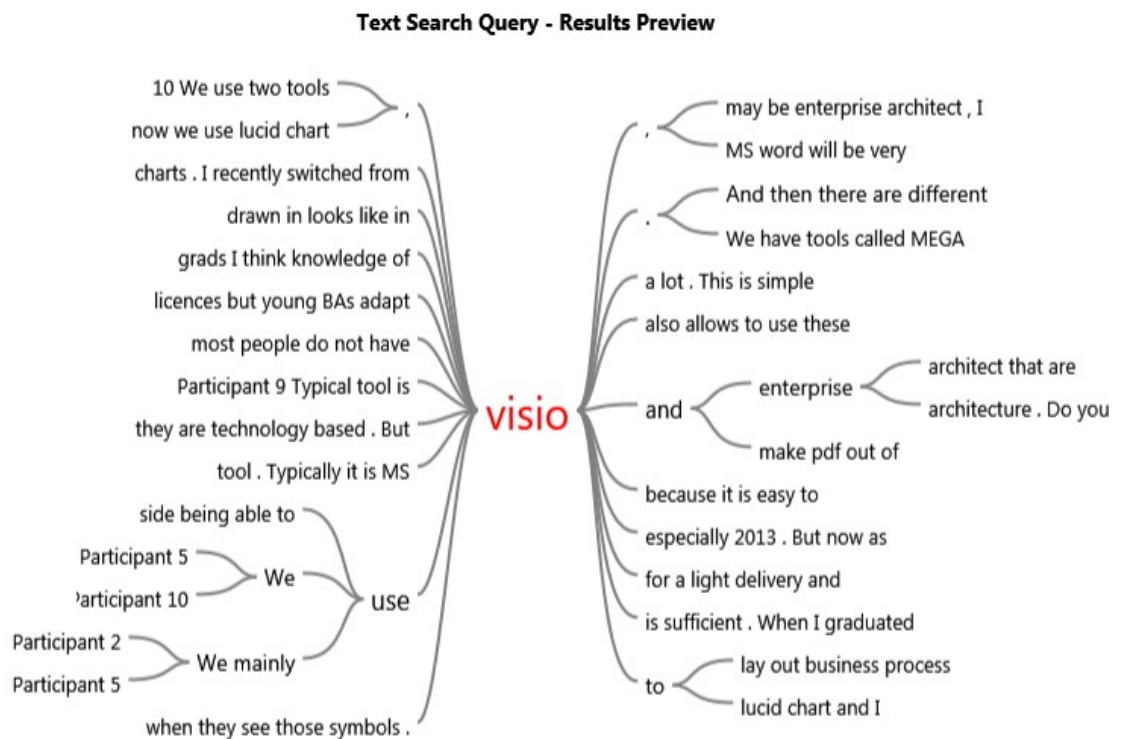 Text Search Query - Results Preview
10 We use two tools
now we use lucid chart
,
charts . I recently switched from
drawn in looks like in
grads I think knowledge of
licences but young BAs adapt
most people do not have
Participant 9 Typical tool is
they are technology based . But
tool . Typically it is MS
side being able to
Participant 5
Participant 10
We
Participant 2
Participant 5
We mainly
use
when they see those symbols .
visio
,
may be enterprise architect , I
MS word will be very
.
And then there are different
We have tools called MEGA
a lot . This is simple
also allows to use these
and
enterprise
architect that are
architecture . Do you
make pdf out of
because it is easy to
especially 2013 . But now as
for a light delivery and
is sufficient . When I graduated
to
lay out business process
lucid chart and I